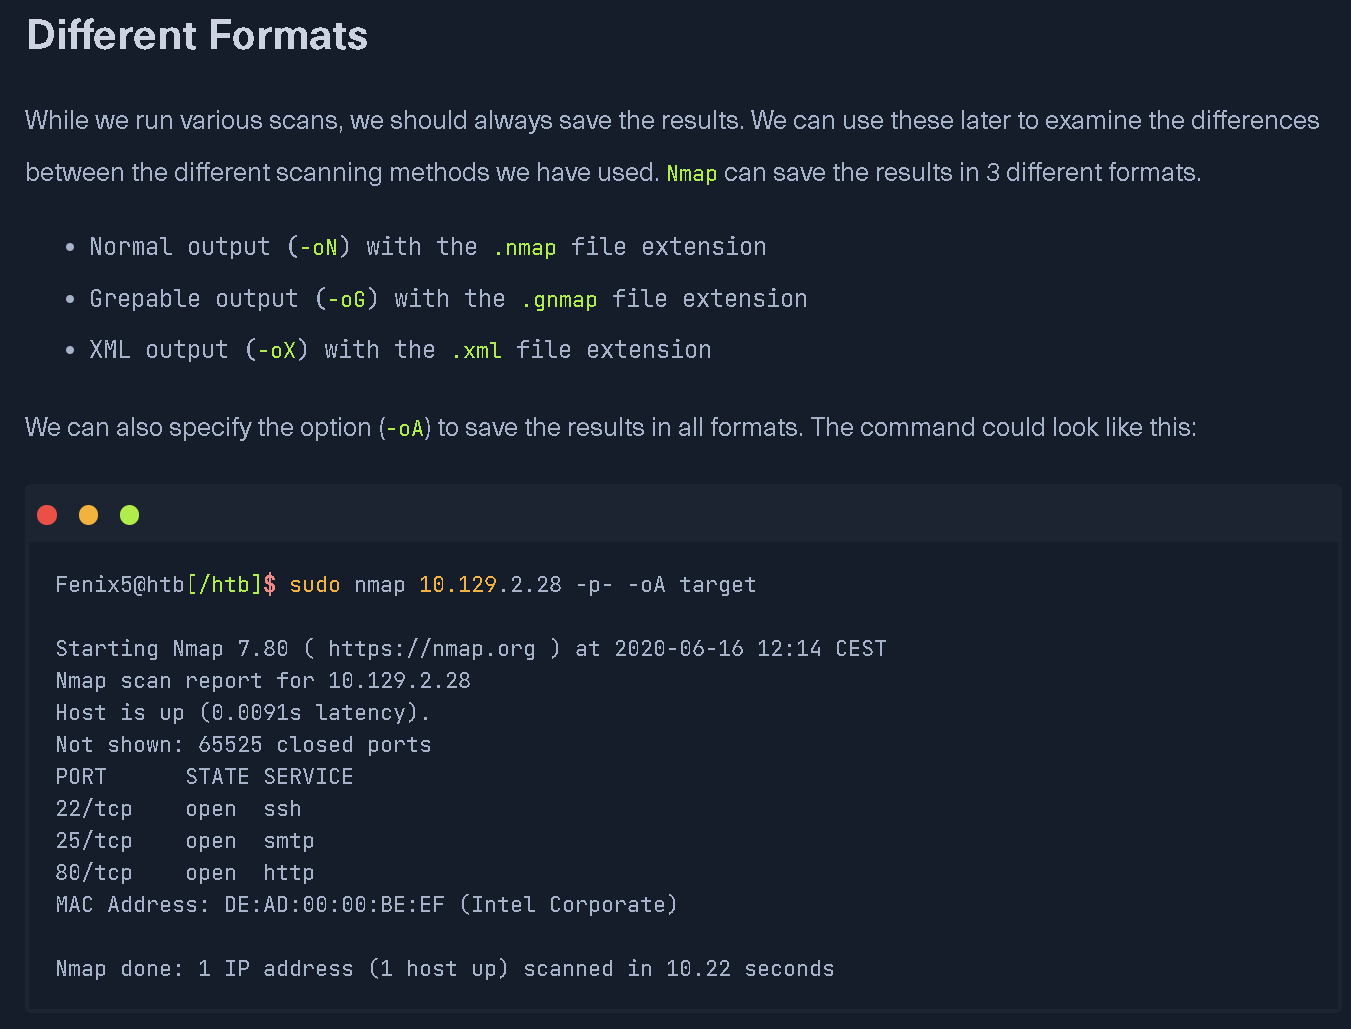 Different Formats
While we run various scans, we should always save the results. We can use these later to examine the differences
between the different scanning methods we have used. Nmap can save the results in 3 different formats.
• Normal output (-oN) with the .nmap file extension
• Grepable output (-oG) with the .gnmap file extension
• XML output (-oX) with the .xml file extension
We can also specify the option (-oA) to save the results in all formats. The command could look like this:
Fenix5@htb[/htb]$ sudo nmap 10.129.2.28 -p- -oA target
Starting Nmap 7.80 ( https://nmap.org ) at 2020-06-16 12:14 CEST
Nmap scan report for 10.129.2.28
Host is up (0.0091s latency).
Not shown: 65525 closed ports
PORT      STATE SERVICE
22/tcp    open  ssh
25/tcp    open  smtp
80/tcp    open  http
MAC Address: DE:AD:00:00:BE:EF (Intel Corporate)
Nmap done: 1 IP address (1 host up) scanned in 10.22 seconds